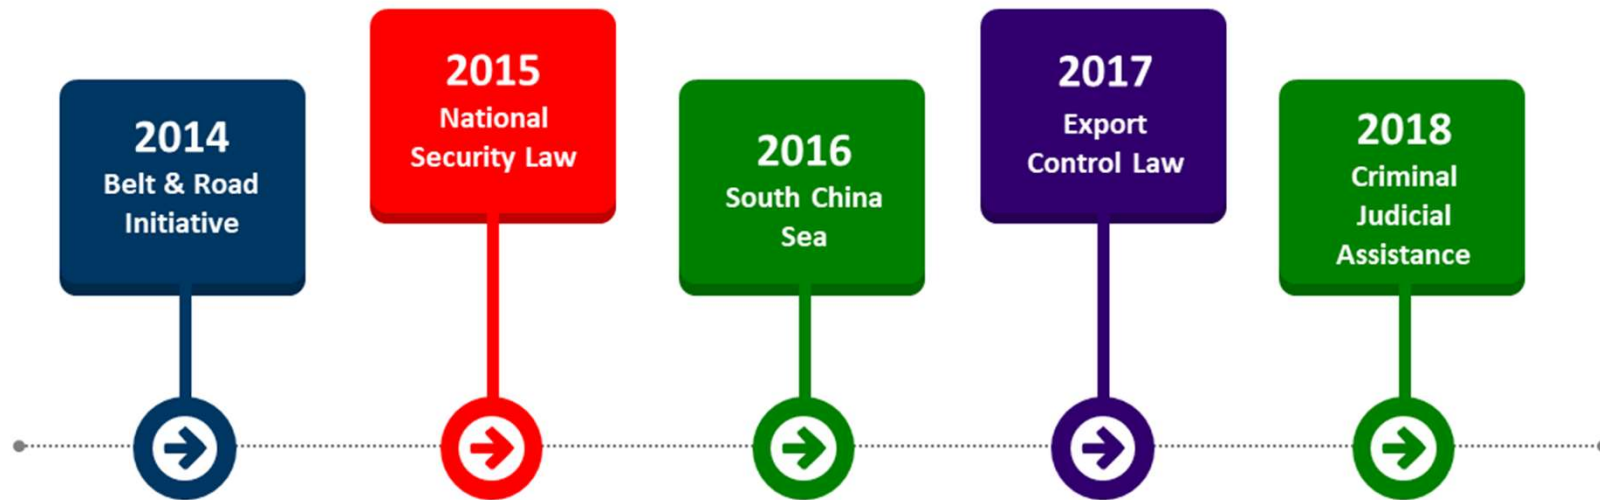 2014
Belt & Road
Initiative
2015
National
Security Law
2016
South China
Sea
2017
Export
Control Law
2018
Criminal
Judicial
Assistance